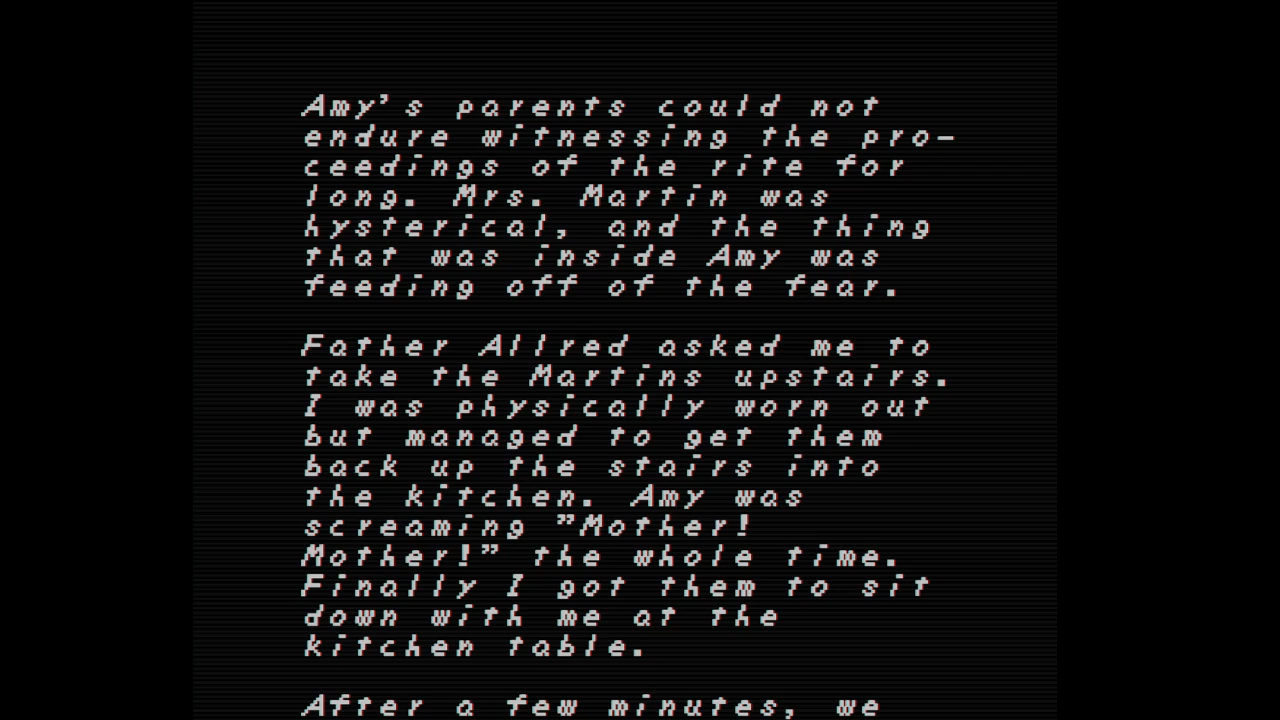 Amy's parents could not
endure witnessing the pro-
ceedings of the rite for
long. Mrs. Martin was
hysterical, and the thing
that was inside Amy was
feeding off of the fear.
Father Allred asked me to
take the Martins upstairs.
I was physically worn out
but managed to get them
back up the stairs into
the kitchen. Amy was
screaming "Mother!
Mother!" the whole time.
Finally I got them to sit
down with me at the
kitchen table.
After a few minutes, we